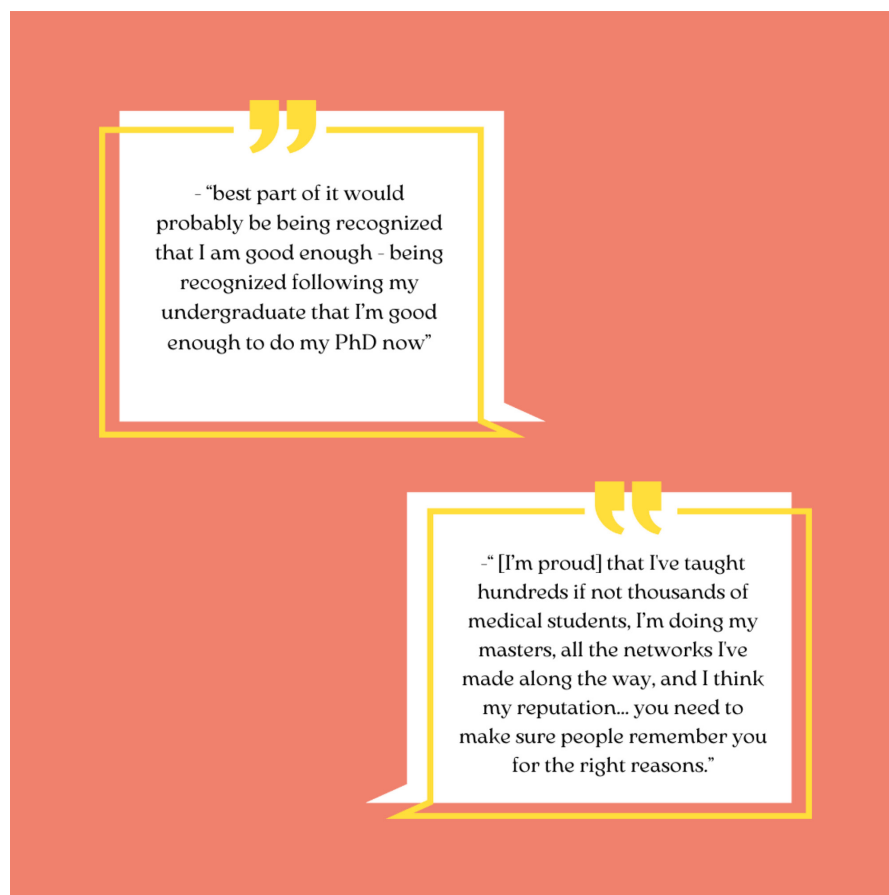 - “best part of it would
probably be being recognized
that I am good enough - being
recognized following my
undergraduate that I’m good
enough to do my PhD now”
-“ [I’m proud] that I've taught
hundreds if not thousands of
medical students, I’m doing my
masters, all the networks I've
made along the way, and I think
my reputation... you need to
make sure people remember you
for the right reasons.”